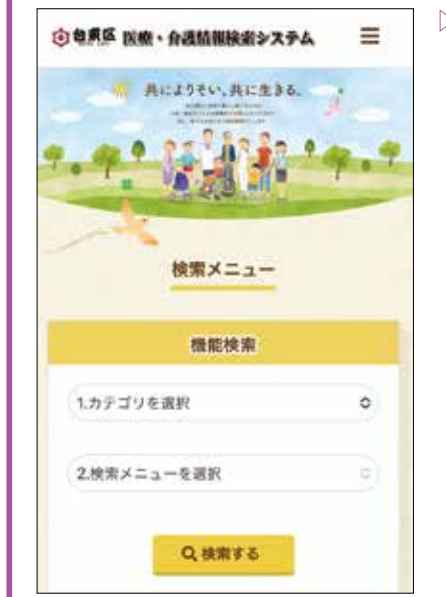 台東区 医療・介護情報検索システム
共によりそい、共に生きる。
検索メニュー
機能検索
1.カテゴリを選択
2.検索メニューを選択
検索する